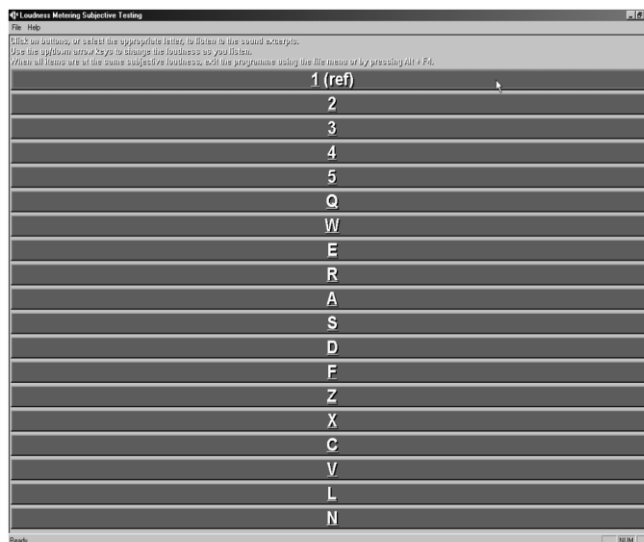 Loudness Metering Subjective Testing
File Help
Click on buttons, or select the appropriate letter, to listen to the sound excerpts.
Use the up/down arrow keys to change the loudness as you listen.
When all items are at the same subjective loudness, exit the programme using the file menu or by pressing Alt + F4.
1 (ref)
2
3
4
5
Q
W
E
R
A
S
D
F
Z
X
C
V
L
N
Ready NUM